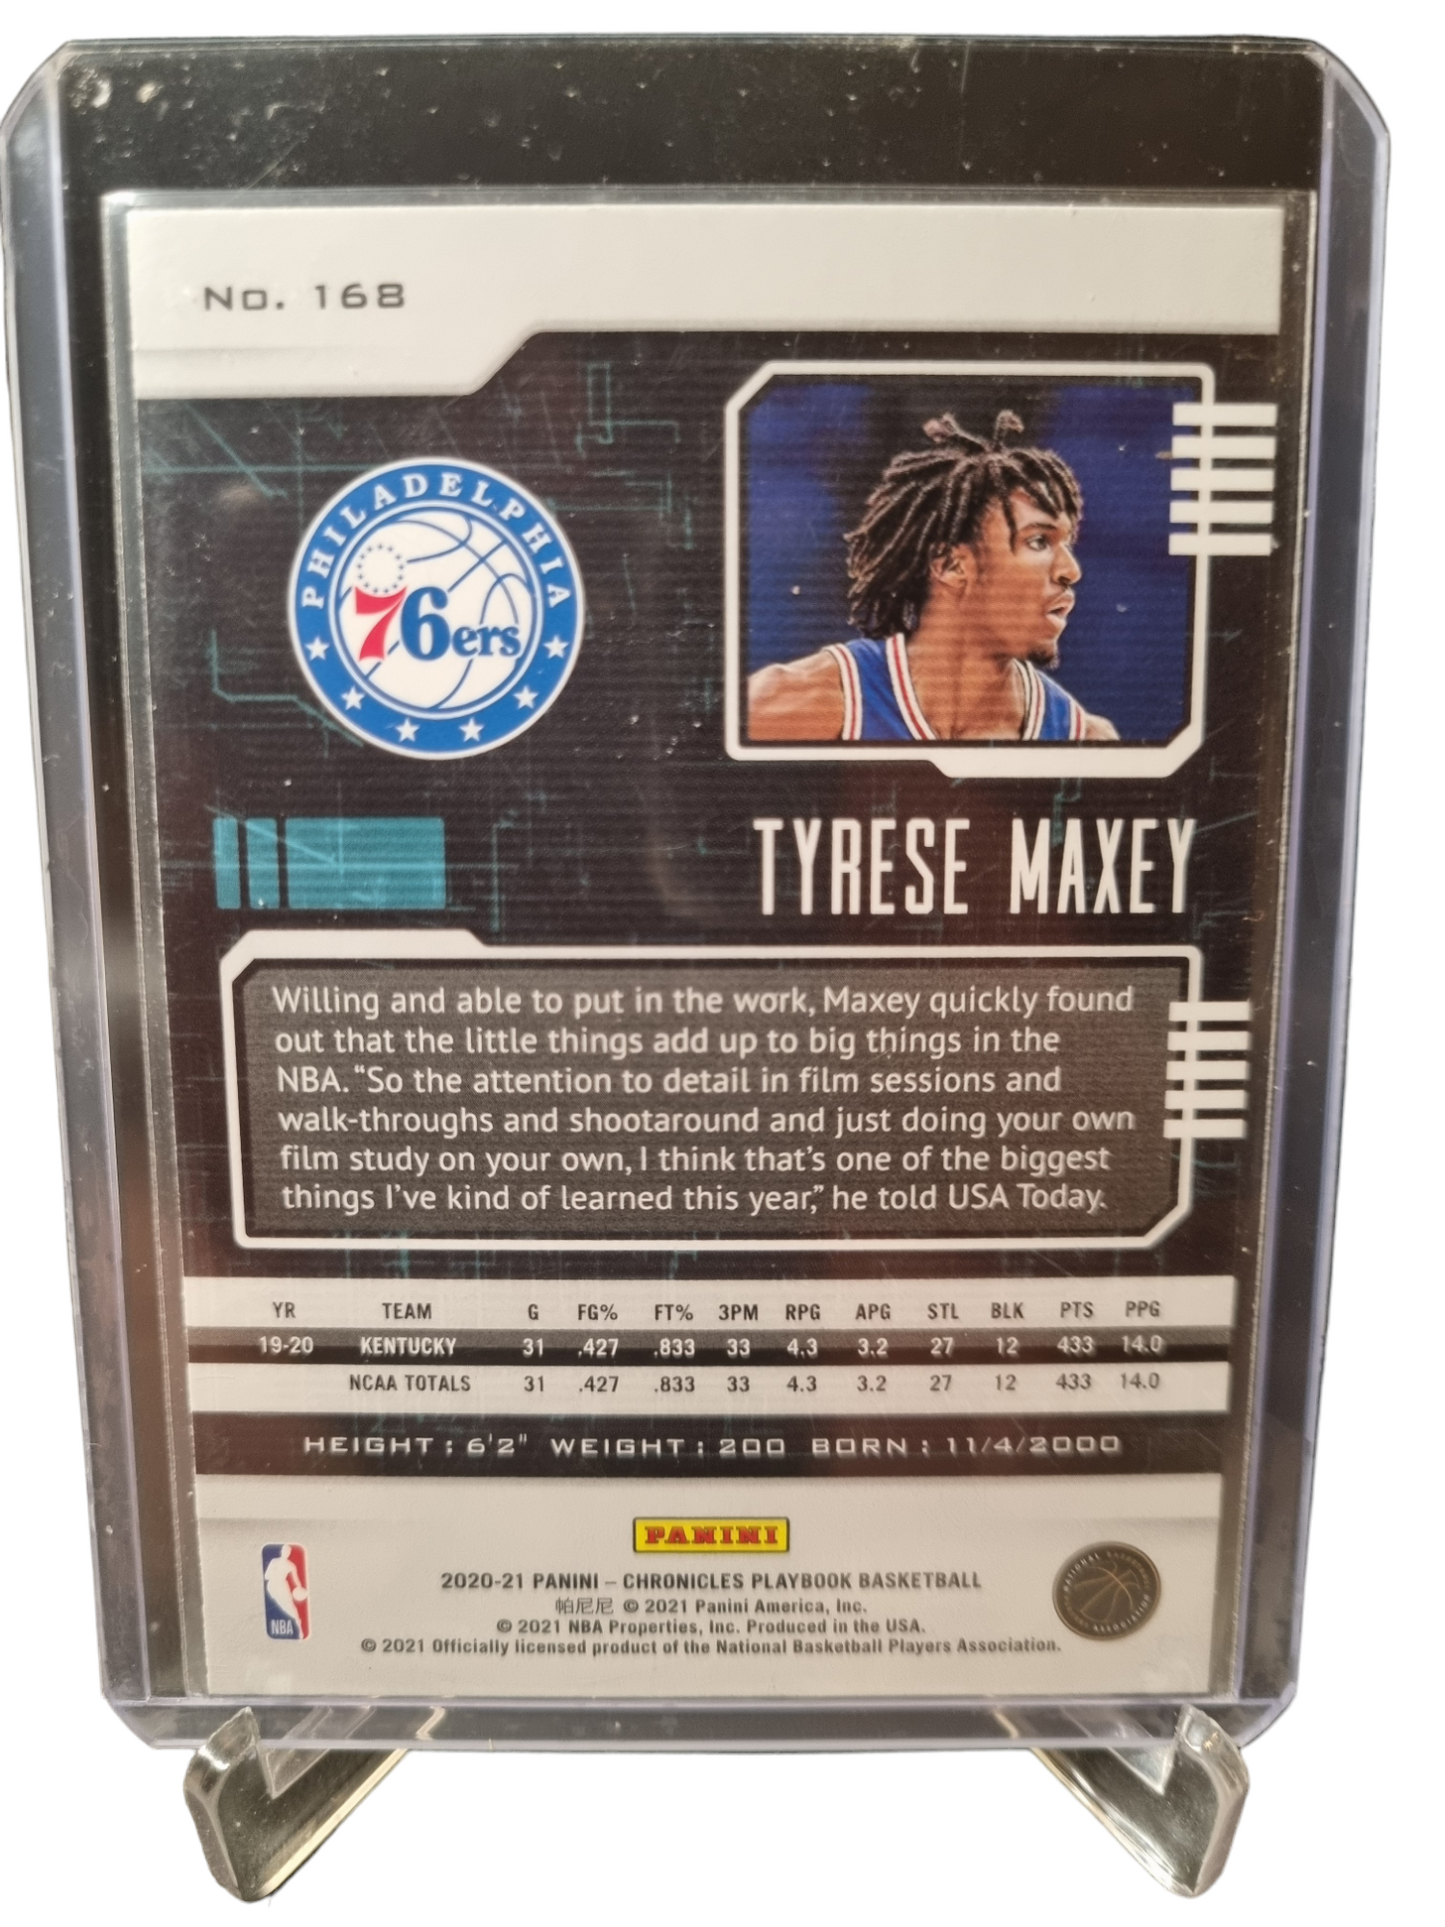 No. 168
PHILADELPHIA
76ers
TYRESE MAXEY
Willing and able to put in the work, Maxey quickly found
out that the little things add up to big things in the
NBA. “So the attention to detail in film sessions and
walk-throughs and shootaround and just doing your own
film study on your own, I think that’s one of the biggest
things I’ve kind of learned this year,” he told USA Today.
YR TEAM G FG% FT% 3PM RPG APG STL BLK PTS PPG
19-20 KENTUCKY 31 .427 .833 33 4.3 3.2 27 12 433 14.0
NCAA TOTALS 31 .427 .833 33 4.3 3.2 27 12 433 14.0
HEIGHT : 6'2" WEIGHT : 200 BORN : 11/4/2000
PANINI
2020-21 PANINI – CHRONICLES PLAYBOOK BASKETBALL
帕尼尼 © 2021 Panini America, Inc.
© 2021 NBA Properties, Inc. Produced in the USA.
© 2021 Officially licensed product of the National Basketball Players Association.
NBA
NATIONAL BASKETBALL
ASSOCIATION